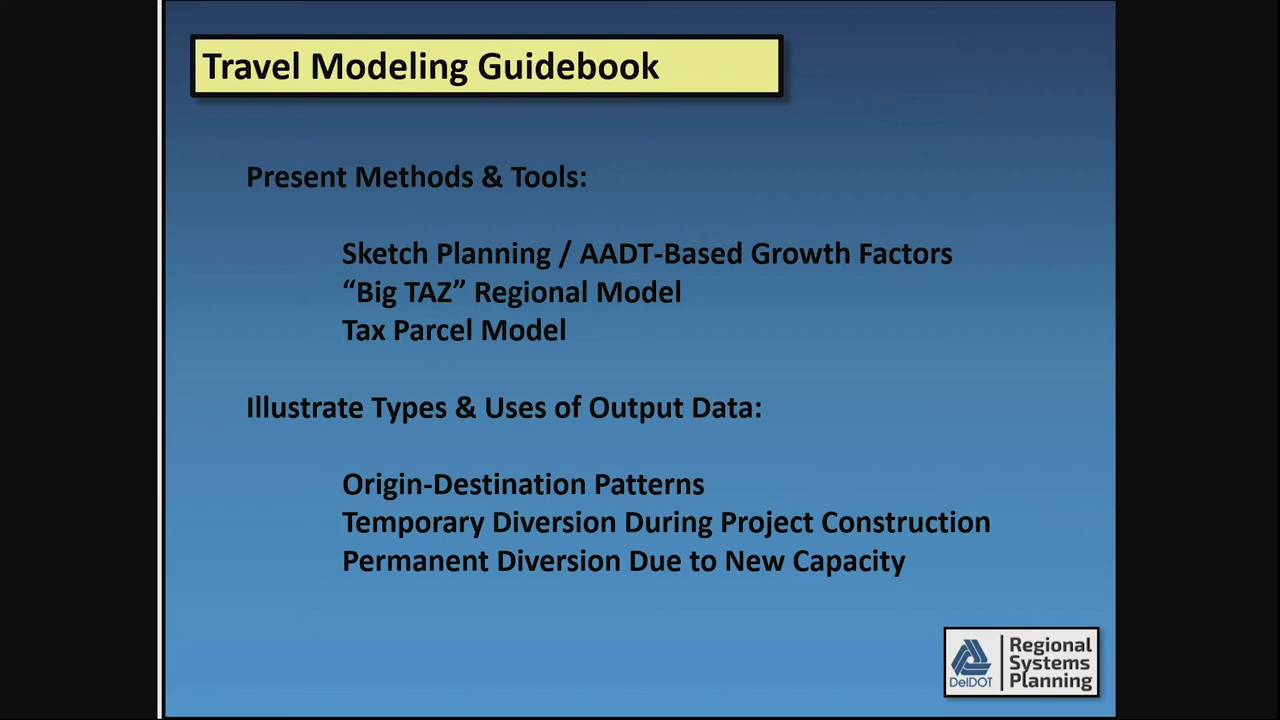 Travel Modeling Guidebook
Present Methods & Tools:
Sketch Planning / AADT-Based Growth Factors
“Big TAZ” Regional Model
Tax Parcel Model
Illustrate Types & Uses of Output Data:
Origin-Destination Patterns
Temporary Diversion During Project Construction
Permanent Diversion Due to New Capacity
DelDOT
Regional
Systems
Planning